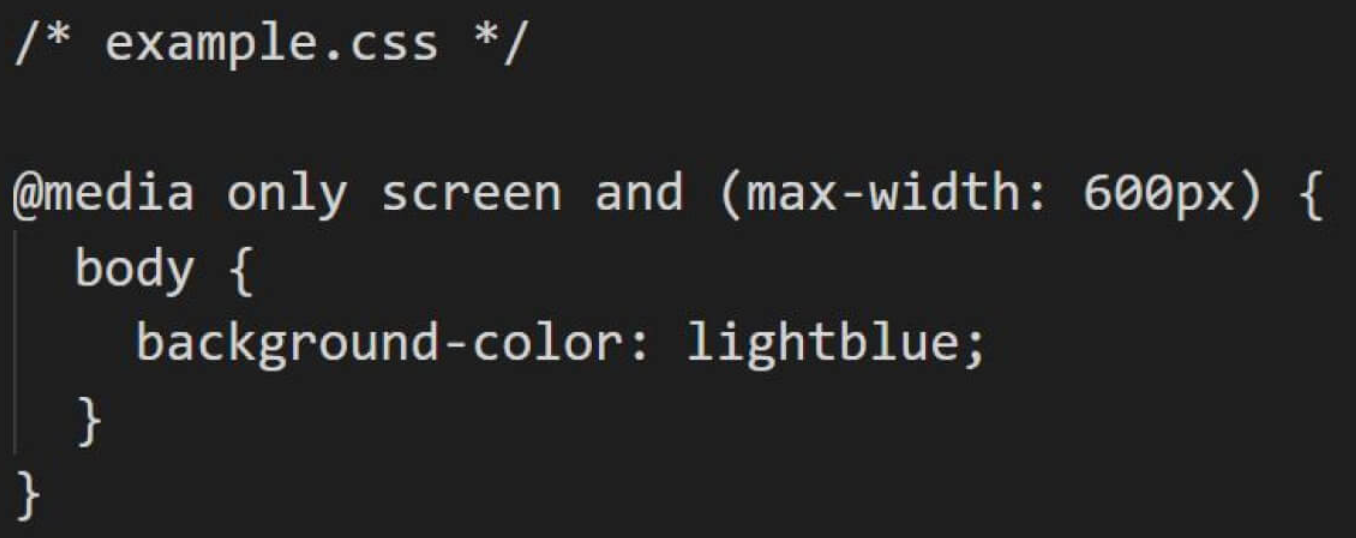 /* example.css */
@media only screen and (max-width: 600px) {
body {
background-color: lightblue;
}
}